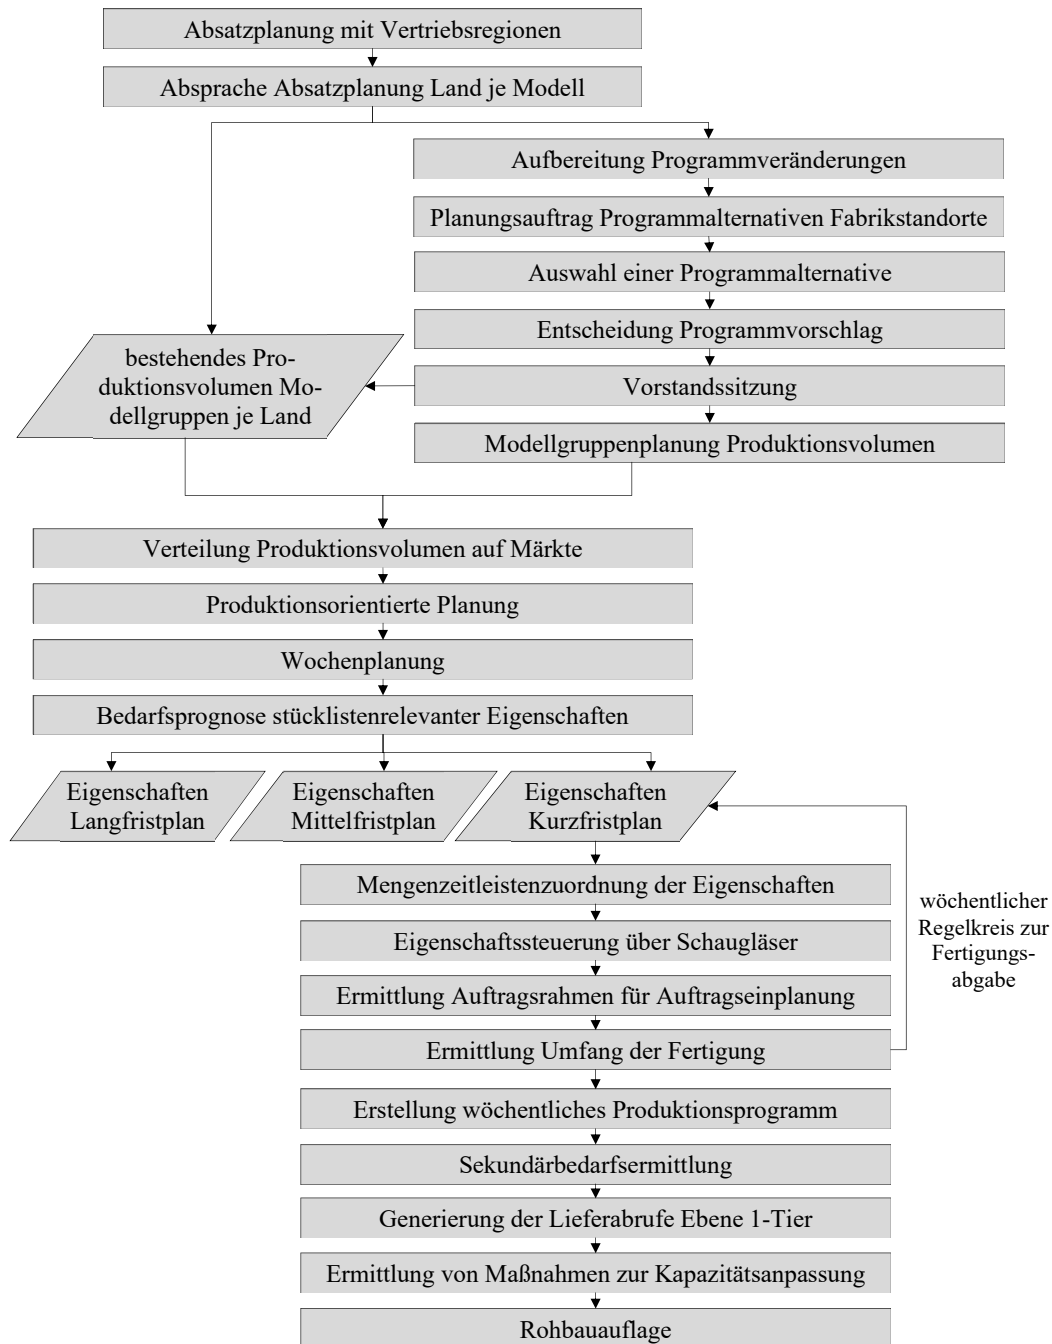 Absatzplanung mit Vertriebsregionen
Absprache Absatzplanung Land je Modell
Aufbereitung Programmveränderungen
Planungsauftrag Programmalternativen Fabrikstandorte
Auswahl einer Programmalternative
Entscheidung Programmvorschlag
bestehendes Pro-
duktionsvolumen Mo-
dellgruppen je Land
Vorstandssitzung
Modellgruppenplanung Produktionsvolumen
Verteilung Produktionsvolumen auf Märkte
Produktionsorientierte Planung
Wochenplanung
Bedarfsprognose stücklistenrelevanter Eigenschaften
Eigenschaften
Langfristplan
Eigenschaften
Mittelfristplan
Eigenschaften
Kurzfristplan
Mengenzeitleistenzuordnung der Eigenschaften
Eigenschaftssteuerung über Schaugläser
Ermittlung Auftragsrahmen für Auftragseinplanung
Ermittlung Umfang der Fertigung
wöchentlicher
Regelkreis zur
Fertigungs-
abgabe
Erstellung wöchentliches Produktionsprogramm
Sekundärbedarfsermittlung
Generierung der Lieferabrufe Ebene 1-Tier
Ermittlung von Maßnahmen zur Kapazitätsanpassung
Rohbauauflage